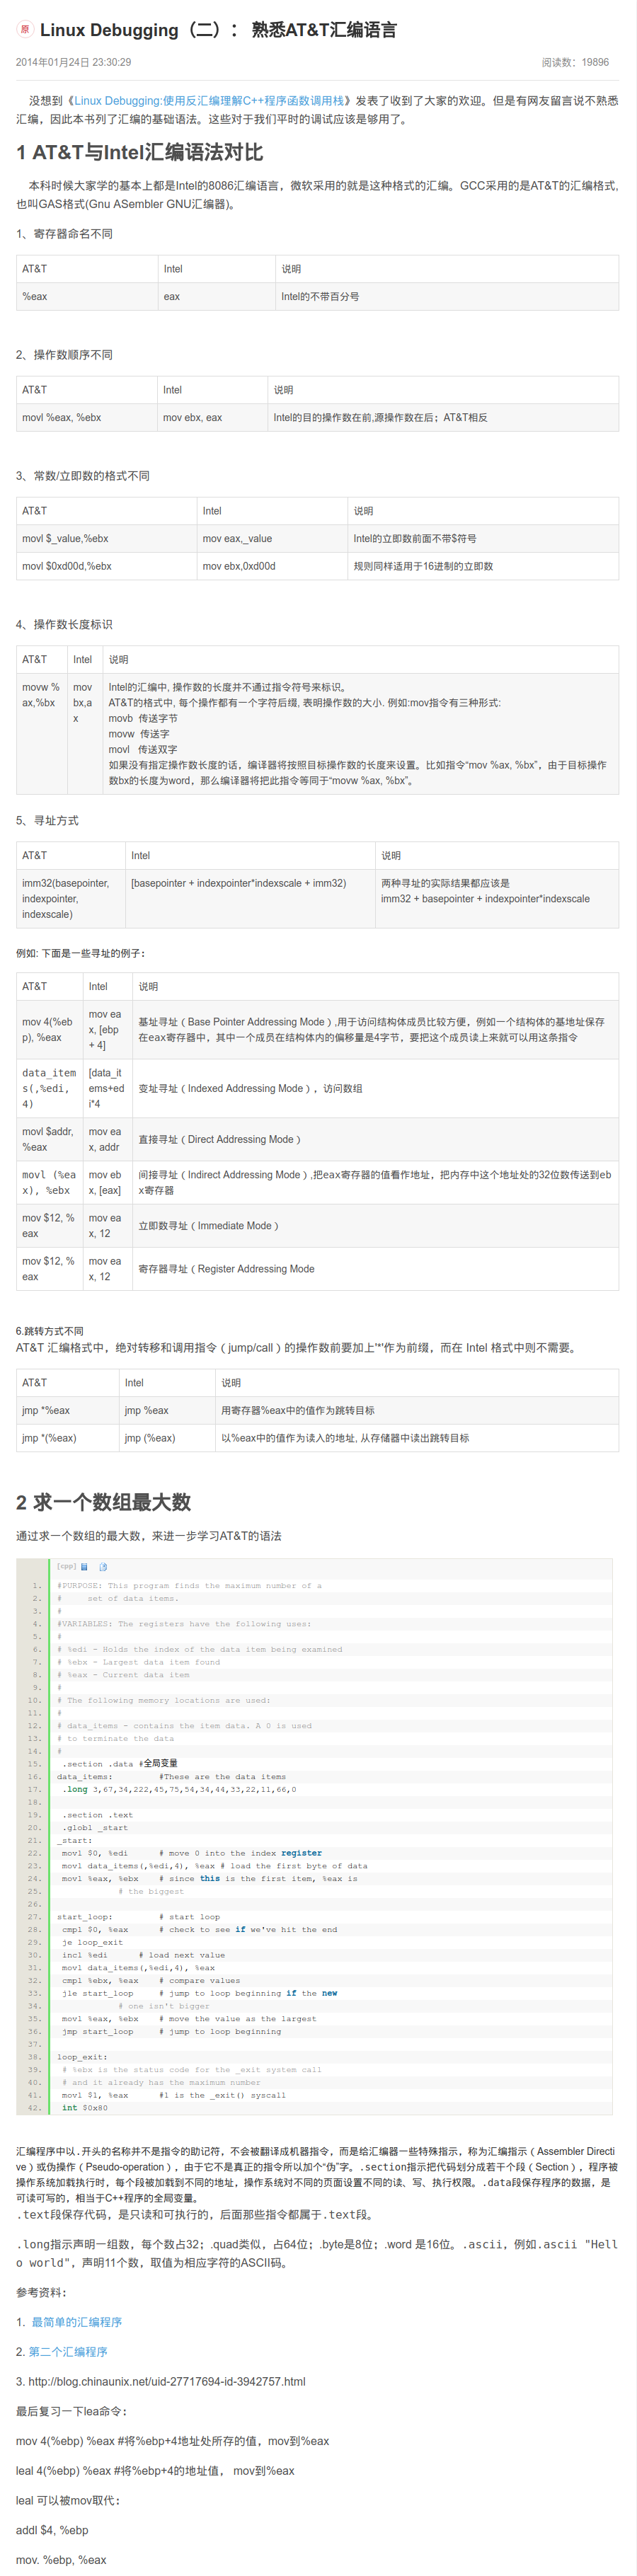 原 Linux Debugging（二）： 熟悉AT&T汇编语言
2014年01月24日 23:30:29 阅读数：19896
没想到《Linux Debugging:使用反汇编理解C++程序函数调用栈》发表了收到了大家的欢迎。但是有网友留言说不熟悉
汇编，因此本书列了汇编的基础语法。这些对于我们平时的调试应该是够用了。
1 AT&T与Intel汇编语法对比
本科时候大家学的基本上都是Intel的8086汇编语言，微软采用的就是这种格式的汇编。GCC采用的是AT&T的汇编格式,
也叫GAS格式(Gnu ASembler GNU汇编器)。
1、寄存器命名不同
AT&T Intel 说明
%eax eax Intel的不带百分号
2、操作数顺序不同
AT&T Intel 说明
movl %eax, %ebx mov ebx, eax Intel的目的操作数在前,源操作数在后；AT&T相反
3、常数/立即数的格式不同
AT&T Intel 说明
movl $_value,%ebx mov eax,_value Intel的立即数前面不带$符号
movl $0xd00d,%ebx mov ebx,0xd00d 规则同样适用于16进制的立即数
4、操作数长度标识
AT&T Intel 说明
movw %
ax,%bx
mov
bx,a
x
Intel的汇编中, 操作数的长度并不通过指令符号来标识。
AT&T的格式中, 每个操作都有一个字符后缀, 表明操作数的大小. 例如:mov指令有三种形式:
movb 传送字节
movw 传送字
movl 传送双字
如果没有指定操作数长度的话，编译器将按照目标操作数的长度来设置。比如指令“mov %ax, %bx”，由于目标操作
数bx的长度为word，那么编译器将把此指令等同于“movw %ax, %bx”。
5、寻址方式
AT&T Intel 说明
imm32(basepointer,
indexpointer,
indexscale)
[basepointer + indexpointer*indexscale + imm32)
两种寻址的实际结果都应该是
imm32 + basepointer + indexpointer*indexscale
例如: 下面是一些寻址的例子:
AT&T Intel 说明
mov 4(%eb
p), %eax
mov ea
x, [ebp
+ 4]
基址寻址（Base Pointer Addressing Mode）,用于访问结构体成员比较方便，例如一个结构体的基地址保存
在eax寄存器中，其中一个成员在结构体内的偏移量是4字节，要把这个成员读上来就可以用这条指令
data_item
s(,%edi,
4)
[data_it
ems+ed
i*4
变址寻址（Indexed Addressing Mode），访问数组
movl $addr,
%eax
mov ea
x, addr
直接寻址（Direct Addressing Mode）
movl (%ea
x), %ebx
mov eb
x, [eax]
间接寻址（Indirect Addressing Mode）,把eax寄存器的值看作地址，把内存中这个地址处的32位数传送到eb
x寄存器
mov $12, %
eax
mov ea
x, 12
立即数寻址（Immediate Mode）
mov $12, %
eax
mov ea
x, 12
寄存器寻址（Register Addressing Mode
6.跳转方式不同
AT&T 汇编格式中，绝对转移和调用指令（jump/call）的操作数前要加上'*'作为前缀，而在 Intel 格式中则不需要。
AT&T Intel 说明
jmp *%eax jmp %eax 用寄存器%eax中的值作为跳转目标
jmp *(%eax) jmp (%eax) 以%eax中的值作为读入的地址, 从存储器中读出跳转目标
2 求一个数组最大数
通过求一个数组的最大数，来进一步学习AT&T的语法
[cpp]
1. #PURPOSE: This program finds the maximum number of a
2. # set of data items.
3. #
4. #VARIABLES: The registers have the following uses:
5. #
6. # %edi - Holds the index of the data item being examined
7. # %ebx - Largest data item found
8. # %eax - Current data item
9. #
10. # The following memory locations are used:
11. #
12. # data_items - contains the item data. A 0 is used
13. # to terminate the data
14. #
15. .section .data #全局变量
16. data_items: #These are the data items
17. .long 3,67,34,222,45,75,54,34,44,33,22,11,66,0
18.
19. .section .text
20. .globl _start
21. _start:
22. movl $0, %edi # move 0 into the index register
23. movl data_items(,%edi,4), %eax # load the first byte of data
24. movl %eax, %ebx # since this is the first item, %eax is
25. # the biggest
26.
27. start_loop: # start loop
28. cmpl $0, %eax # check to see if we've hit the end
29. je loop_exit
30. incl %edi # load next value
31. movl data_items(,%edi,4), %eax
32. cmpl %ebx, %eax # compare values
33. jle start_loop # jump to loop beginning if the new
34. # one isn't bigger
35. movl %eax, %ebx # move the value as the largest
36. jmp start_loop # jump to loop beginning
37.
38. loop_exit:
39. # %ebx is the status code for the _exit system call
40. # and it already has the maximum number
41. movl $1, %eax #1 is the _exit() syscall
42. int $0x80
汇编程序中以.开头的名称并不是指令的助记符，不会被翻译成机器指令，而是给汇编器一些特殊指示，称为汇编指示（Assembler Directi
ve）或伪操作（Pseudo-operation），由于它不是真正的指令所以加个“伪”字。.section指示把代码划分成若干个段（Section），程序被
操作系统加载执行时，每个段被加载到不同的地址，操作系统对不同的页面设置不同的读、写、执行权限。.data段保存程序的数据，是
可读可写的，相当于C++程序的全局变量。
.text段保存代码，是只读和可执行的，后面那些指令都属于.text段。
.long指示声明一组数，每个数占32；.quad类似，占64位；.byte是8位；.word 是16位。.ascii，例如.ascii "Hell
o world"，声明11个数，取值为相应字符的ASCII码。
参考资料：
1. 最简单的汇编程序
2. 第二个汇编程序
3. http://blog.chinaunix.net/uid-27717694-id-3942757.html
最后复习一下lea命令：
mov 4(%ebp) %eax #将%ebp+4地址处所存的值，mov到%eax
leal 4(%ebp) %eax #将%ebp+4的地址值， mov到%eax
leal 可以被mov取代：
addl $4, %ebp
mov. %ebp, %eax